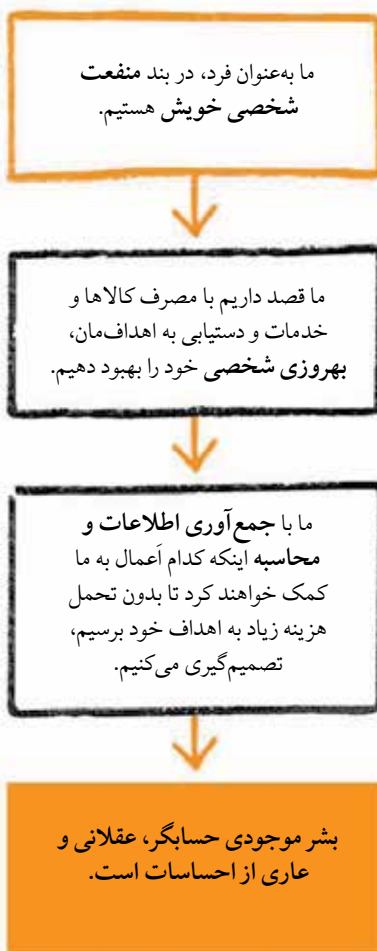 ما به‌عنوان فرد، در بند منفعت
شخصی خویش هستیم.
ما قصد داریم با مصرف کالاها و
خدمات و دستیابی به اهداف‌مان،
بهروزی شخصی خود را بهبود دهیم.
ما با جمع‌آوری اطلاعات و
محاسبه اینکه کدام اَعمال به ما
کمک خواهند کرد تا بدون تحمل
هزینه زیاد به اهداف خود برسیم،
تصمیم‌گیری می‌کنیم.
بشر موجودی حسابگر، عقلانی و
عاری از احساسات است.